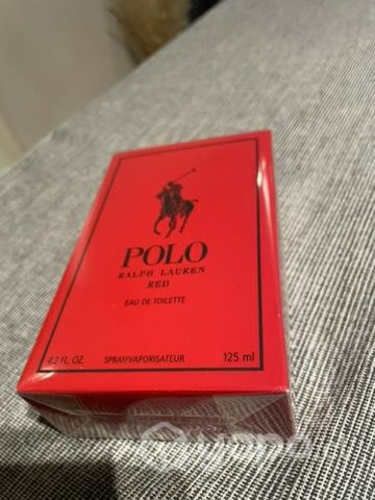 POLO
RALPH LAUREN
RED
EAU DE TOILETTE
4.2 FL. OZ. SPRAY/VAPORISATEUR 125 ml